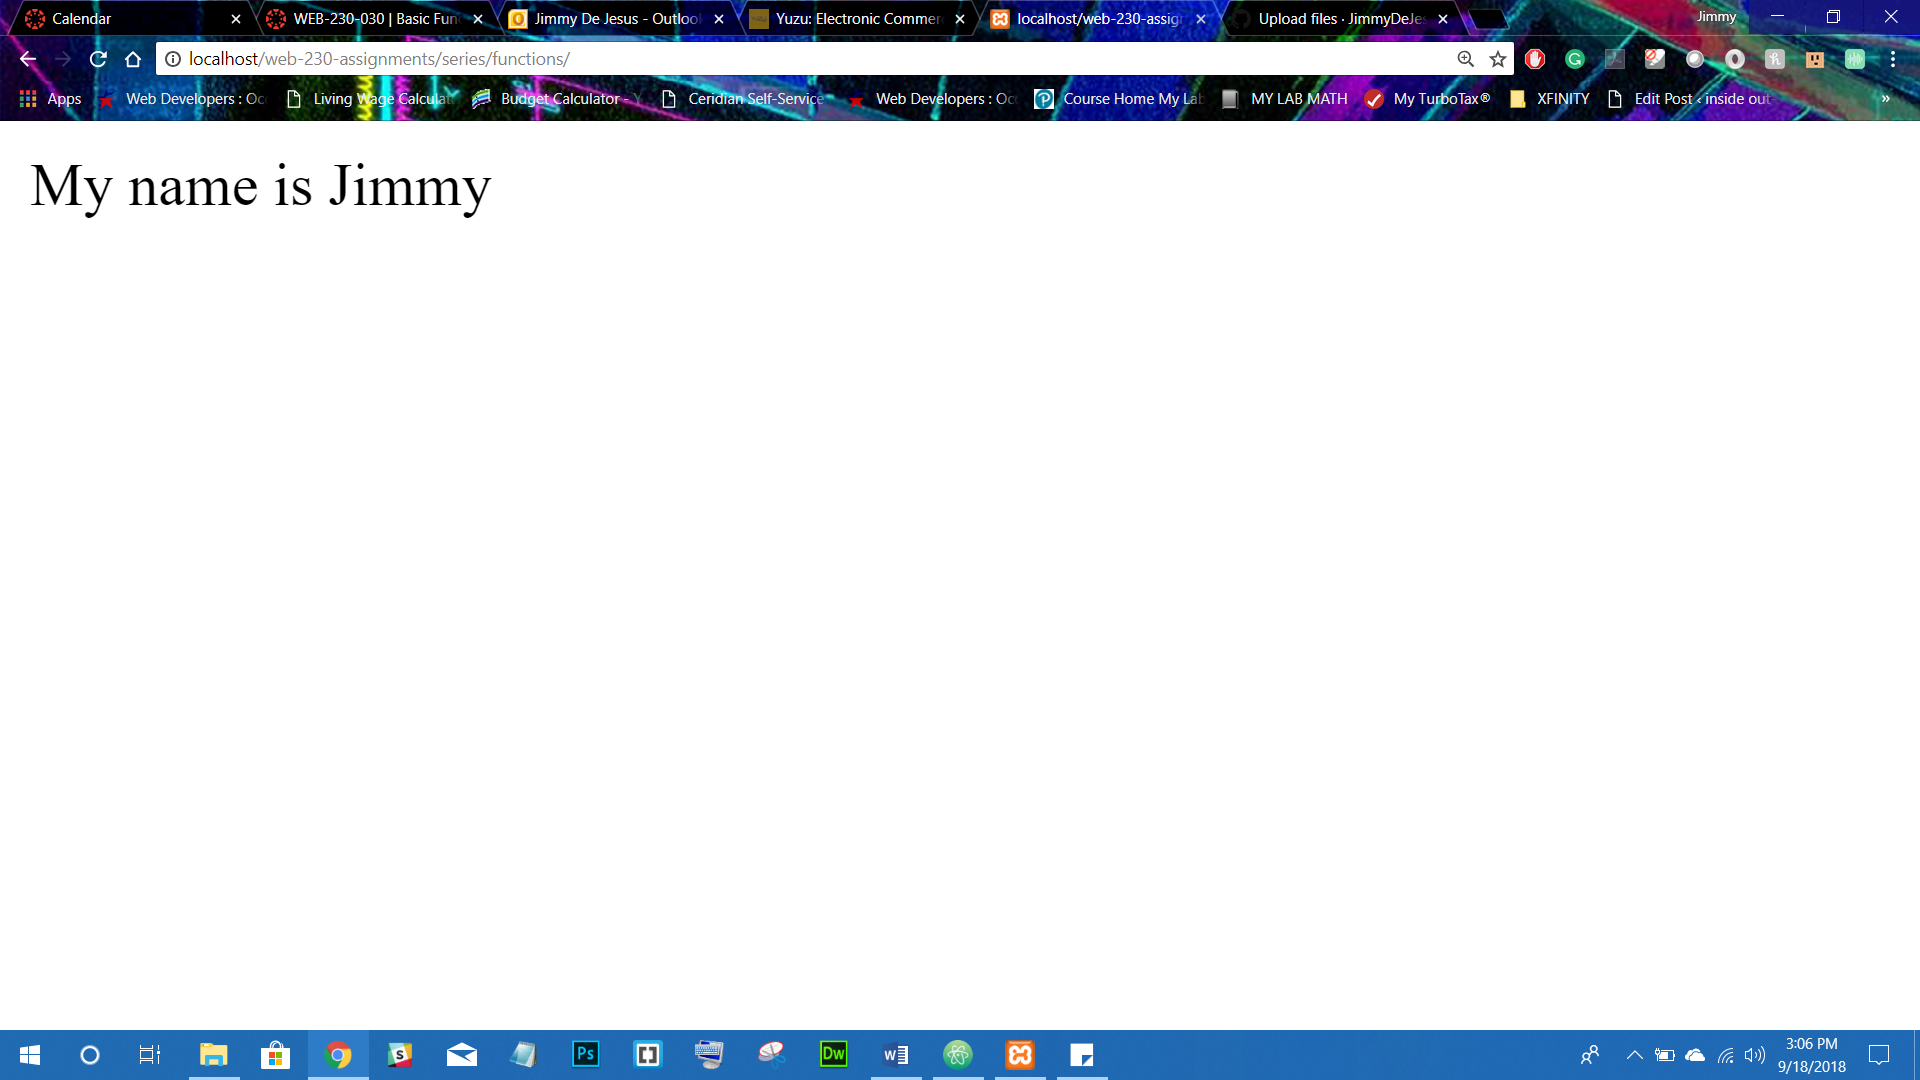 Calendar
WEB-230-030 | Basic Fun
Jimmy De Jesus - Outlook
Yuzu: Electronic Commer
localhost/web-230-assig
Upload files · JimmyDeJes
Jimmy
localhost/web-230-assignments/series/functions/
Apps
Web Developers : Oc
Living Wage Calculat
Budget Calculator - Y
Ceridian Self-Service
Web Developers : Oc
Course Home My Lab
MY LAB MATH
My TurboTax®
XFINITY
Edit Post ‹ inside out
»
My name is Jimmy
Ps
Dw
3:06 PM
9/18/2018